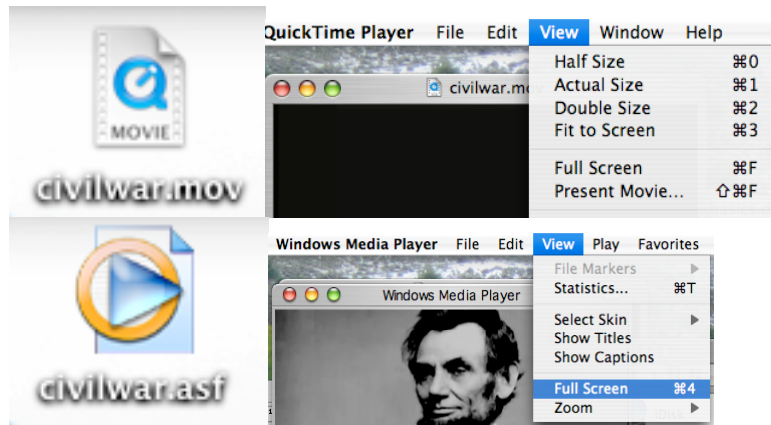 MOVIE
civilwar.mov
QuickTime Player File Edit View Window Help
civilwar.m
Half Size ⌘0
Actual Size ⌘1
Double Size ⌘2
Fit to Screen ⌘3
Full Screen ⌘F
Present Movie... ⇧⌘F
civilwar.asf
Windows Media Player File Edit View Play Favorites
Windows Media Player
File Markers
Statistics... ⌘T
Select Skin
Show Titles
Show Captions
Full Screen ⌘4
Zoom